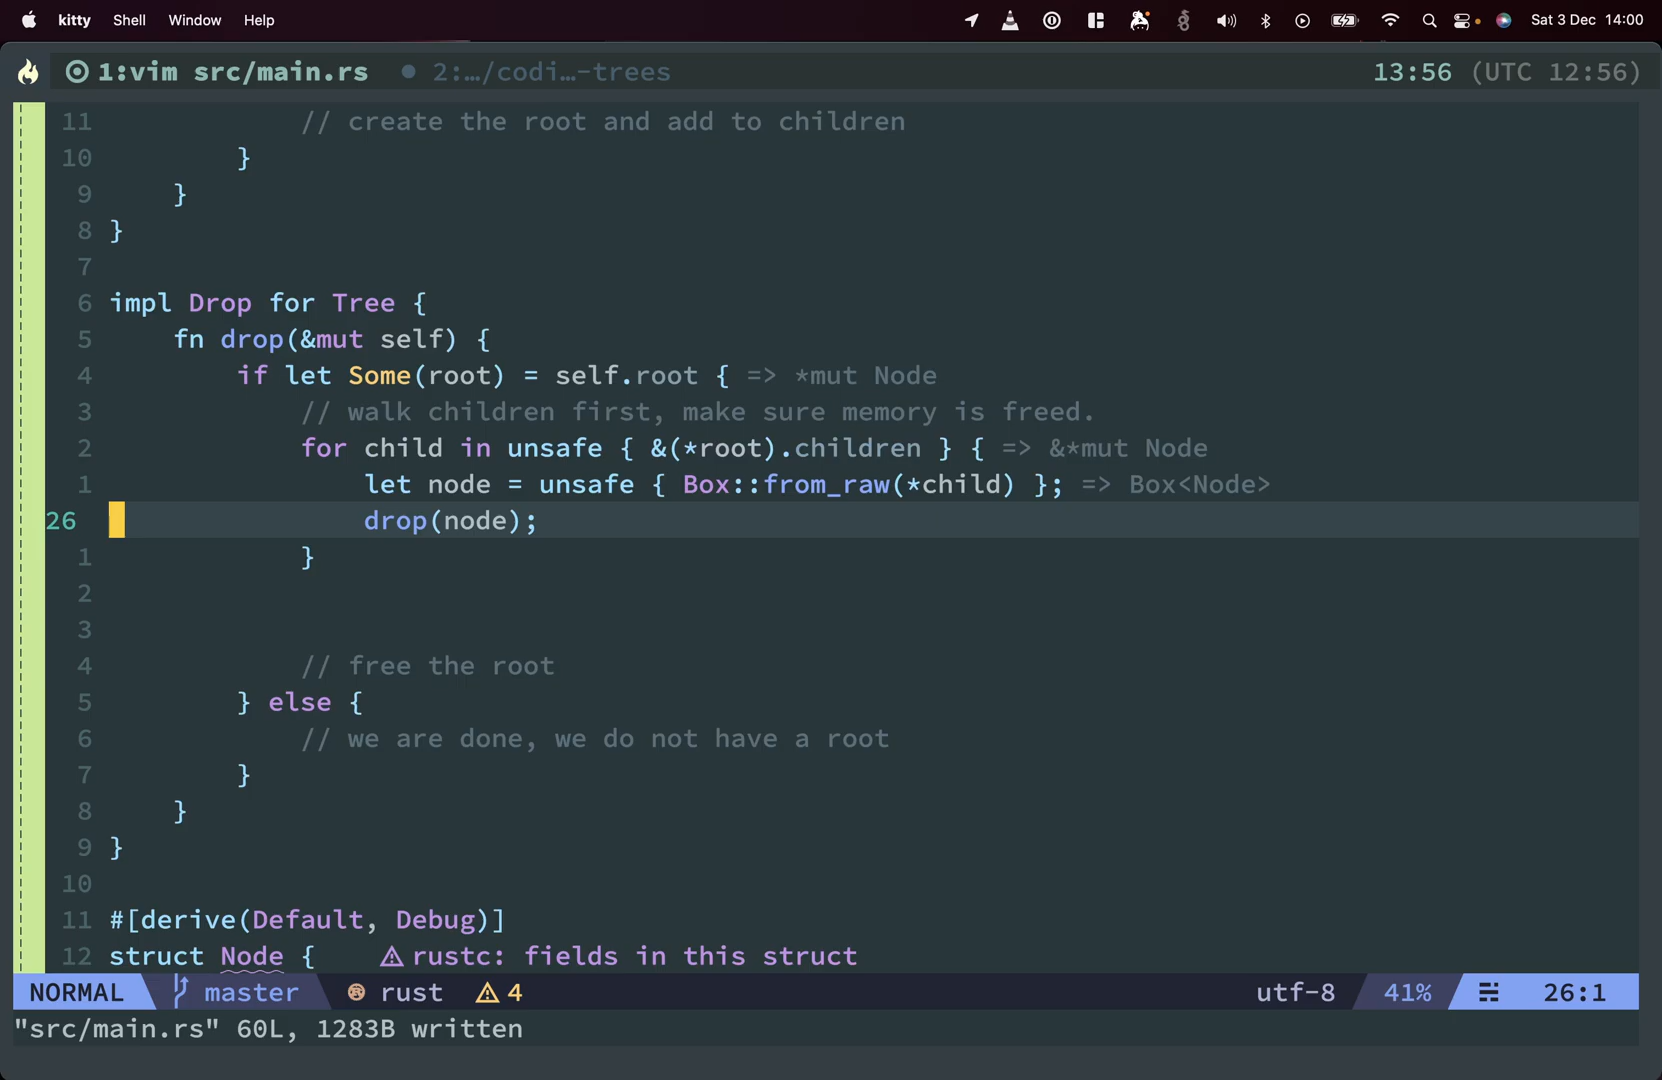 kitty Shell Window Help Sat 3 Dec 14:00
1:vim src/main.rs 2:…/codi…-trees 13:56 (UTC 12:56)
11 // create the root and add to children
10 }
9 }
8 }
7
6 impl Drop for Tree {
5 fn drop(&mut self) {
4 if let Some(root) = self.root { => *mut Node
3 // walk children first, make sure memory is freed.
2 for child in unsafe { &(*root).children } { => &*mut Node
1 let node = unsafe { Box::from_raw(*child) }; => Box<Node>
26 drop(node);
1 }
2
3
4 // free the root
5 } else {
6 // we are done, we do not have a root
7 }
8 }
9 }
10
11 #[derive(Default, Debug)]
12 struct Node { ⚠ rustc: fields in this struct
NORMAL master rust ⚠ 4 utf-8 41% 26:1
"src/main.rs" 60L, 1283B written